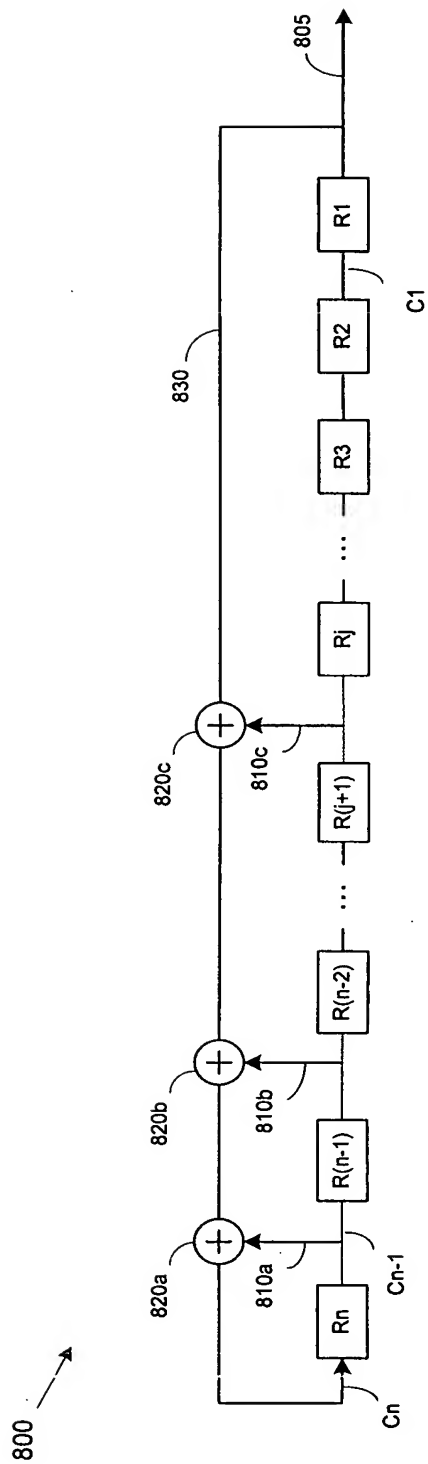 800
805
830
820c
820b
820a
+
+
+
810c
810b
810a
Cn
Rn
Cn-1
R(n-1)
R(n-2)
...
R(j+1)
Rj
...
R3
R2
C1
R1